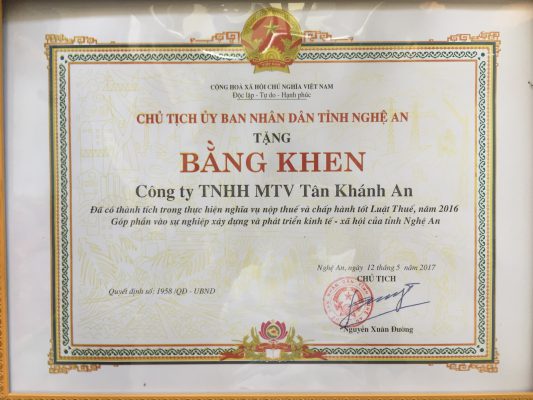 CỘNG HOÀ XÃ HỘI CHỦ NGHĨA VIỆT NAM
Độc lập - Tự do - Hạnh phúc
CHỦ TỊCH ỦY BAN NHÂN DÂN TỈNH NGHỆ AN
TẶNG
BẰNG KHEN
Công ty TNHH MTV Tân Khánh An
Đã có thành tích trong thực hiện nghĩa vụ nộp thuế và chấp hành tốt Luật Thuế, năm 2016
Góp phần vào sự nghiệp xây dựng và phát triển kinh tế - xã hội của tỉnh Nghệ An
Nghệ An, ngày 12 tháng 5 năm 2017
CHỦ TỊCH
Quyết định số: 1958 /QĐ - UBND
Nguyễn Xuân Đường